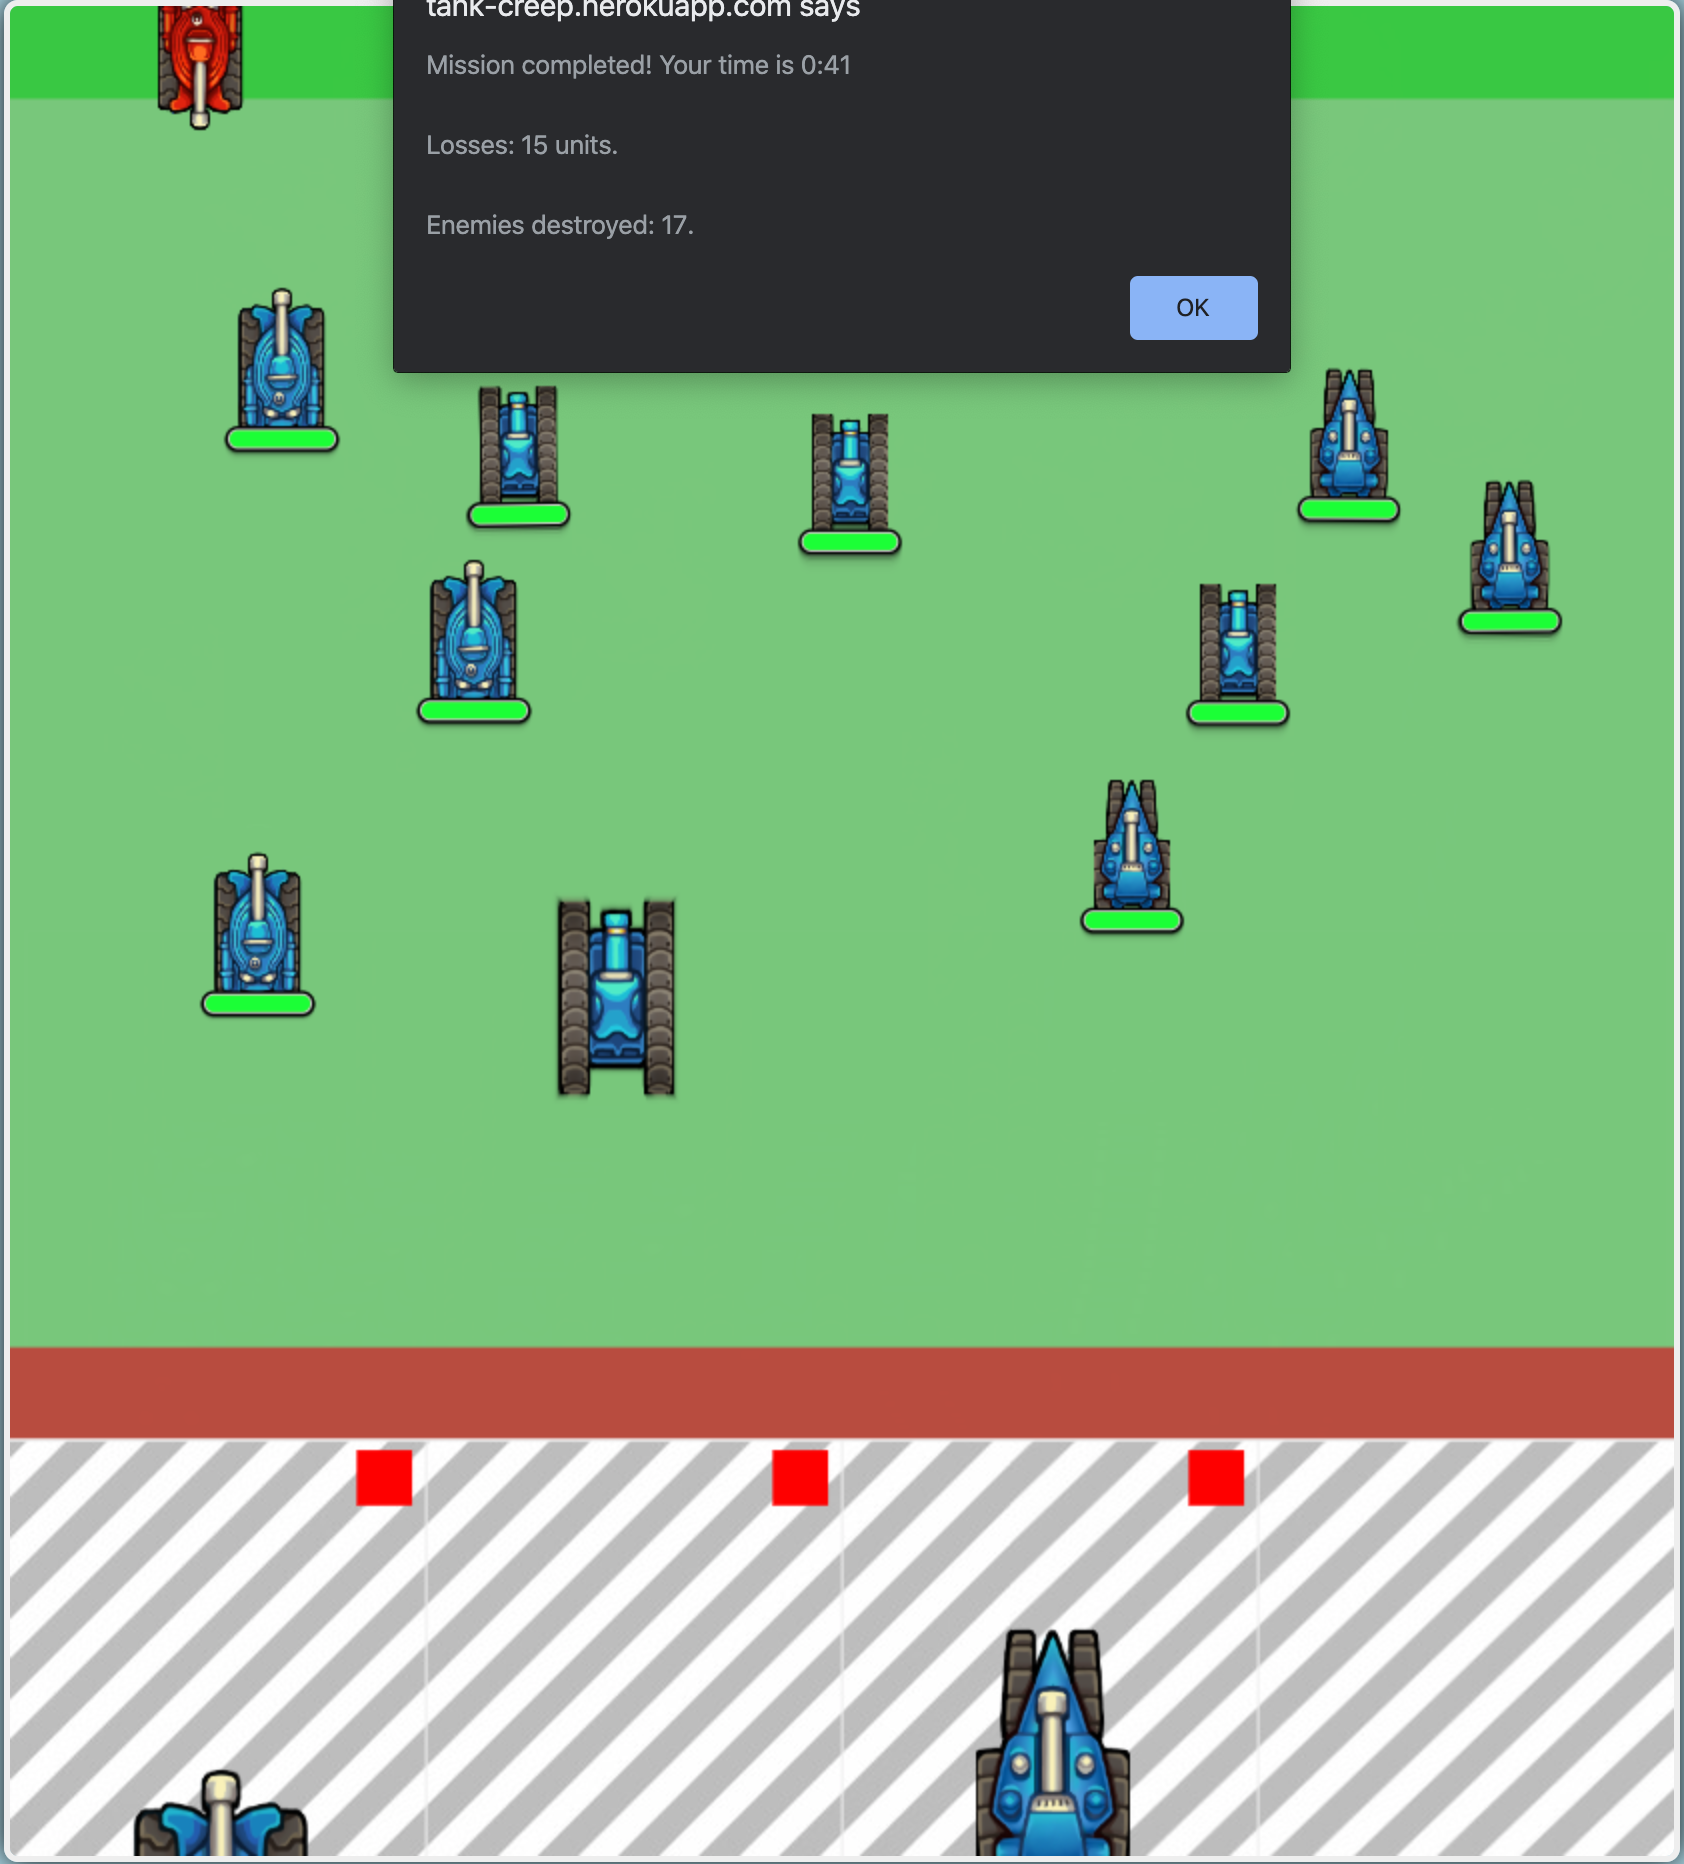 tank-creep.herokuapp.com says
Mission completed! Your time is 0:41
Losses: 15 units.
Enemies destroyed: 17.
OK